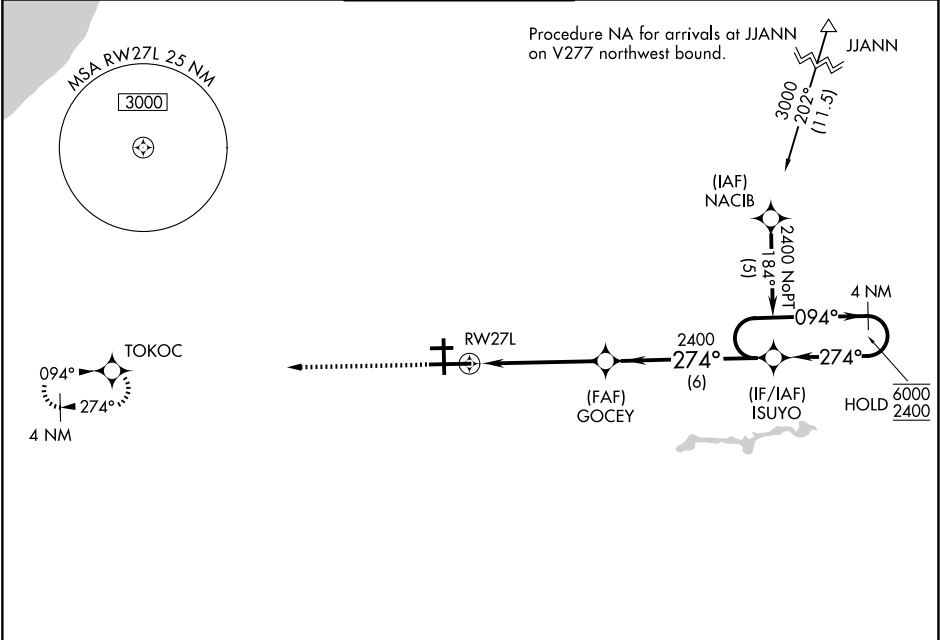 MSA RW27L 25 NM
3000
Procedure NA for arrivals at JJANN
on V277 northwest bound.
JJANN
3000
202°
(11.5)
(IAF)
NACIB
2400 NoPT
184°
(5)
4 NM
094°
274°
HOLD
6000
2400
(IF/IAF)
ISUYO
2400
274°
(6)
(FAF)
GOCEY
RW27L
TOKOC
094°
274°
4 NM